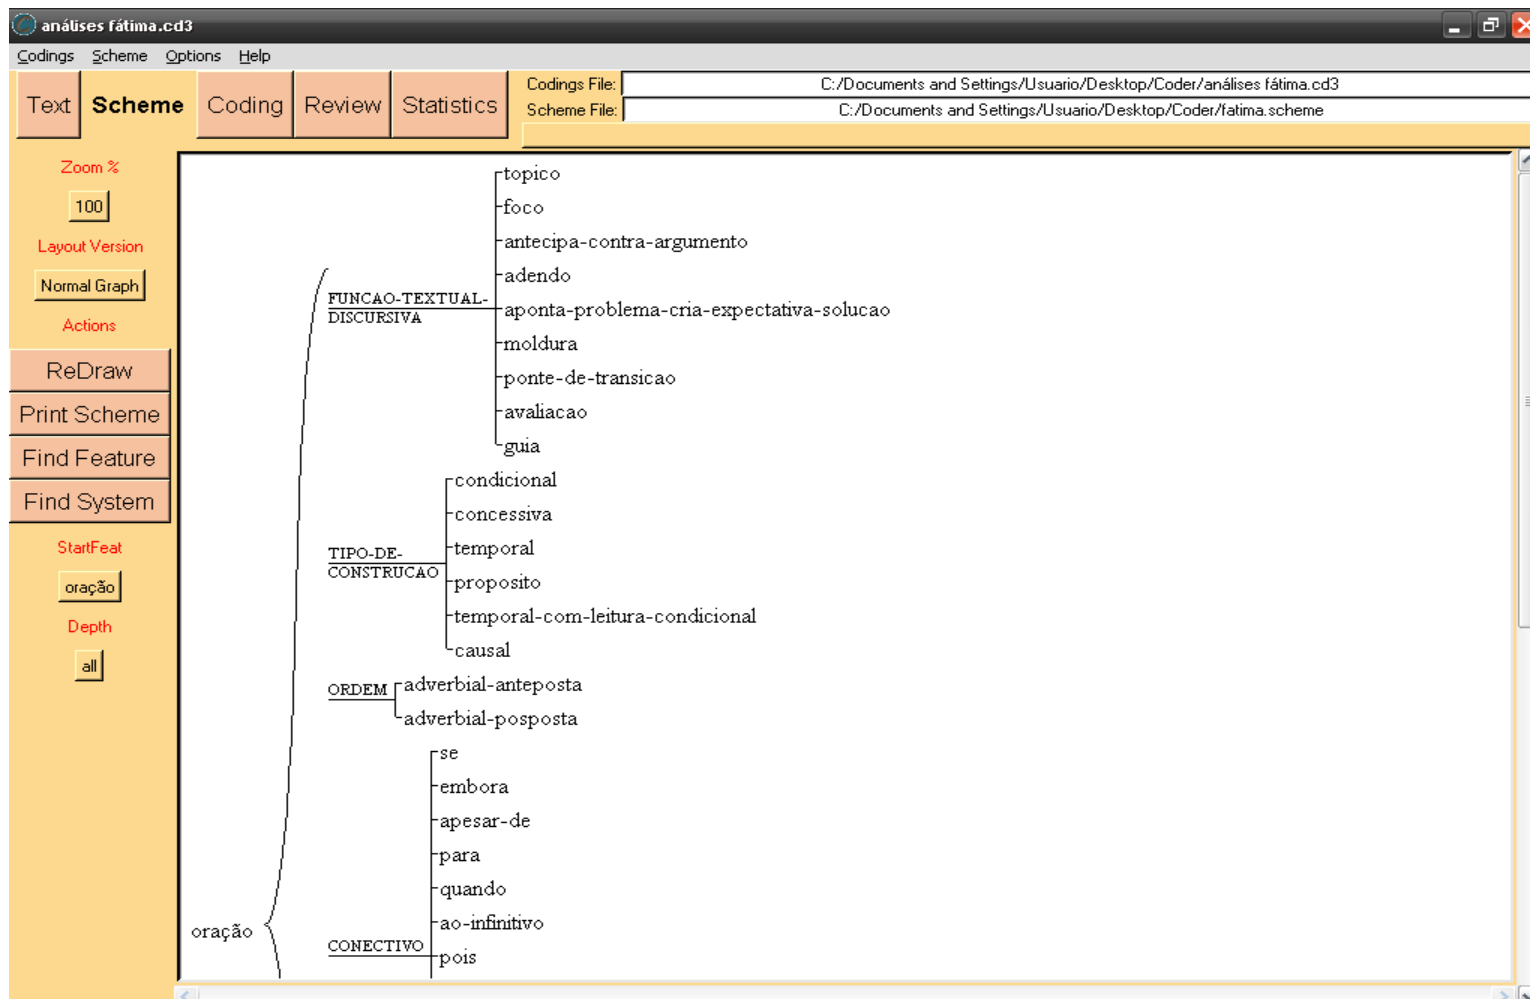 análises fátima.cd3
Codings Scheme Options Help
Text Scheme Coding Review Statistics
Codings File: C:/Documents and Settings/Usuario/Desktop/Coder/análises fátima.cd3
Scheme File: C:/Documents and Settings/Usuario/Desktop/Coder/fatima.scheme
Zoom %
100
Layout Version
Normal Graph
Actions
ReDraw
Print Scheme
Find Feature
Find System
StartFeat
oração
Depth
all
topico
foco
antecipa-contra-argumento
adendo
FUNCAO-TEXTUAL-
DISCURSIVA
aponta-problema-cria-expectativa-solucao
moldura
ponte-de-transicao
avaliacao
guia
condicional
concessiva
TIPO-DE-
CONSTRUCAO
temporal
proposito
temporal-com-leitura-condicional
causal
ORDEM
adverbial-anteposta
adverbial-posposta
se
embora
apesar-de
para
quando
ao-infinitivo
oração
CONECTIVO
pois